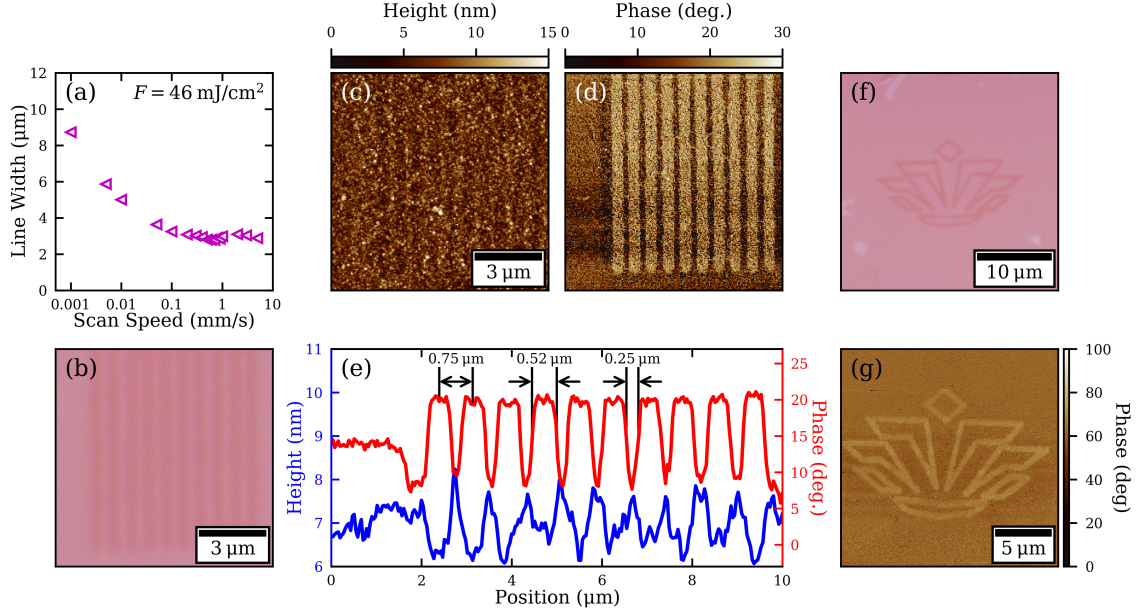 Height (nm)
0 5 10 15
Phase (deg.)
0 10 20 30
(a)
F = 46 mJ/cm²
12
10
8
6
4
2
0
Line Width (μm)
0.001 0.01 0.1 1 10
Scan Speed (mm/s)
(c)
3 μm
(d)
(f)
10 μm
(b)
3 μm
(e)
0.75 μm
0.52 μm
0.25 μm
11
10
9
8
7
6
Height (nm)
25
20
15
10
5
0
Phase (deg.)
0 2 4 6 8 10
Position (μm)
(g)
5 μm
100
80
60
40
20
0
Phase (deg)